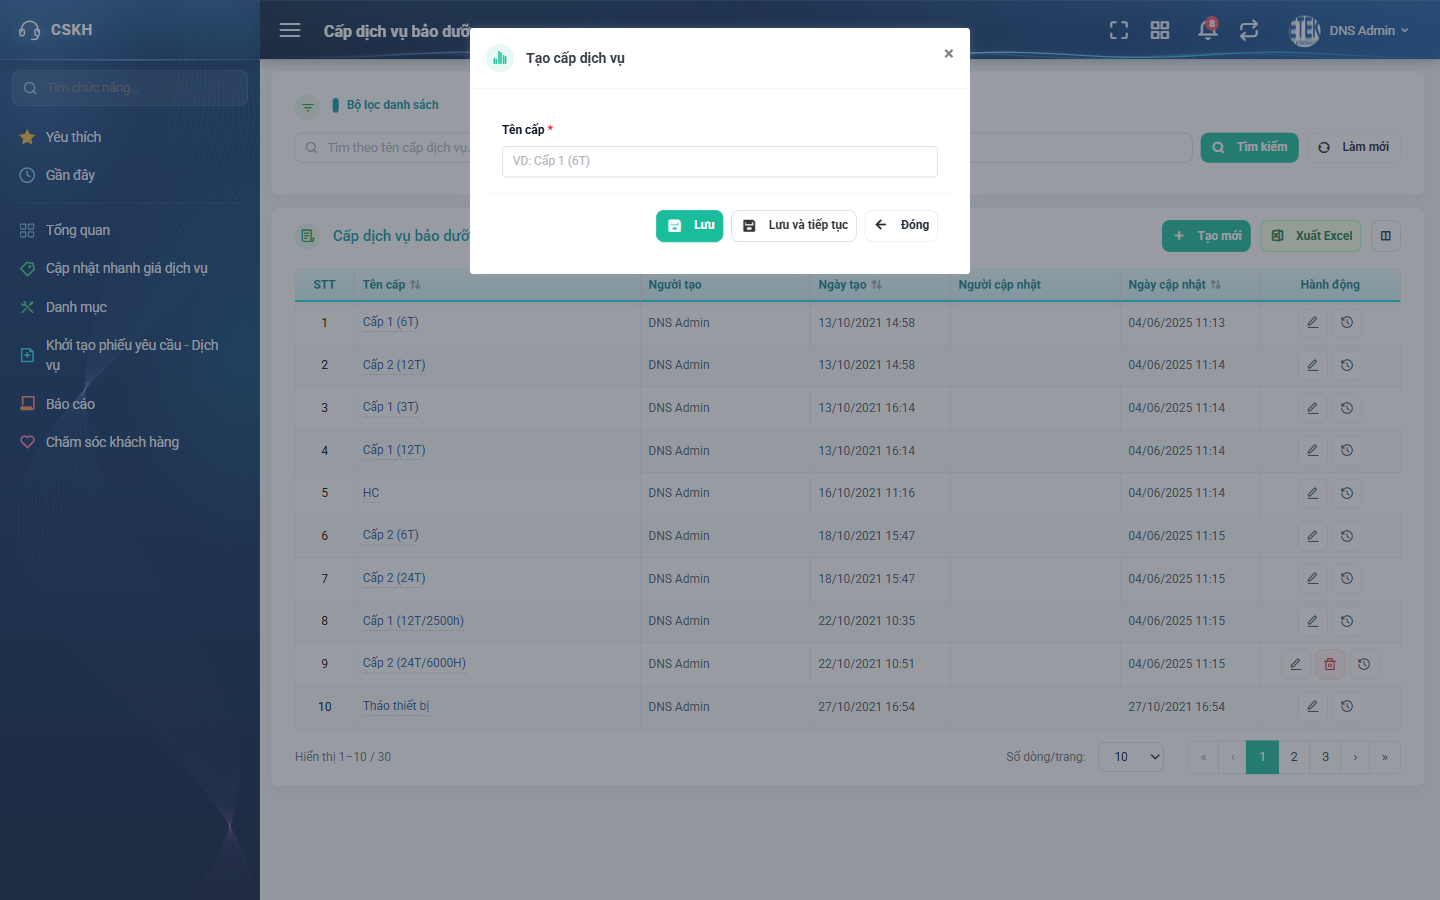 CSKH
Cấp dịch vụ bảo dưỡ
8
DNS Admin
Tìm chức năng...
Yêu thích
Gần đây
Tổng quan
Cập nhật nhanh giá dịch vụ
Danh mục
Khởi tạo phiếu yêu cầu - Dịch
vụ
Báo cáo
Chăm sóc khách hàng
Tạo cấp dịch vụ
×
Tên cấp *
VD: Cấp 1 (6T)
Lưu
Lưu và tiếp tục
Đóng
Bộ lọc danh sách
Tìm theo tên cấp dịch vụ.
Tìm kiếm
Làm mới
Cấp dịch vụ bảo dưỡ
Tạo mới
Xuất Excel
STT Tên cấp Người tạo Ngày tạo Người cập nhật Ngày cập nhật Hành động
1 Cấp 1 (6T) DNS Admin 13/10/2021 14:58 04/06/2025 11:13
2 Cấp 2 (12T) DNS Admin 13/10/2021 14:58 04/06/2025 11:14
3 Cấp 1 (3T) DNS Admin 13/10/2021 16:14 04/06/2025 11:14
4 Cấp 1 (12T) DNS Admin 13/10/2021 16:14 04/06/2025 11:14
5 HC DNS Admin 16/10/2021 11:16 04/06/2025 11:14
6 Cấp 2 (6T) DNS Admin 18/10/2021 15:47 04/06/2025 11:15
7 Cấp 2 (24T) DNS Admin 18/10/2021 15:47 04/06/2025 11:15
8 Cấp 1 (12T/2500h) DNS Admin 22/10/2021 10:35 04/06/2025 11:15
9 Cấp 2 (24T/6000H) DNS Admin 22/10/2021 10:51 04/06/2025 11:15
10 Tháo thiết bị DNS Admin 27/10/2021 16:54 27/10/2021 16:54
Hiển thị 1–10 / 30
Số dòng/trang: 10
« ‹ 1 2 3 › »